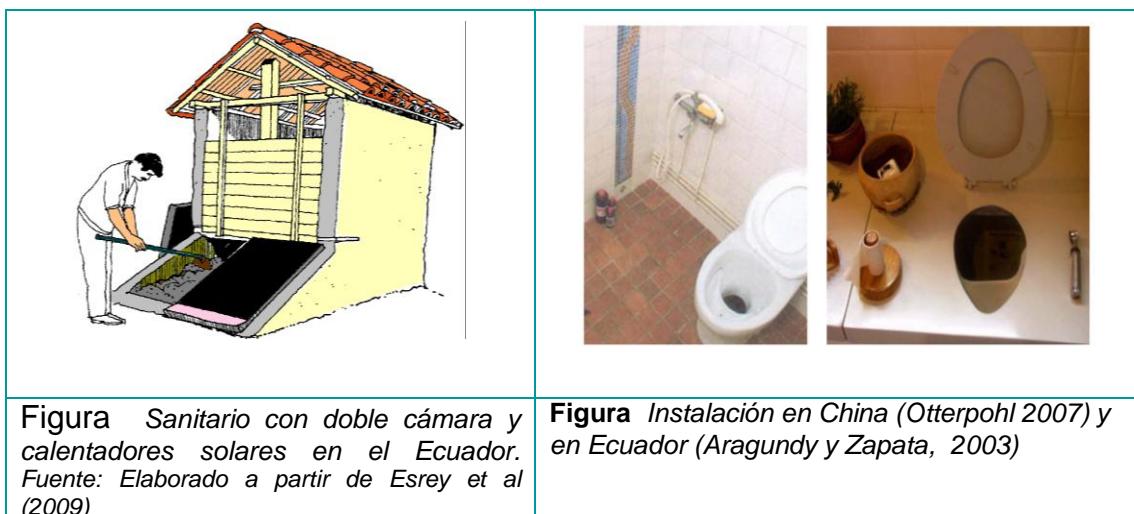 Figura Sanitario con doble cámara y
calentadores solares en el Ecuador.
Fuente: Elaborado a partir de Esrey et al
(2009)
Figura Instalación en China (Otterpohl 2007) y
en Ecuador (Aragundy y Zapata, 2003)